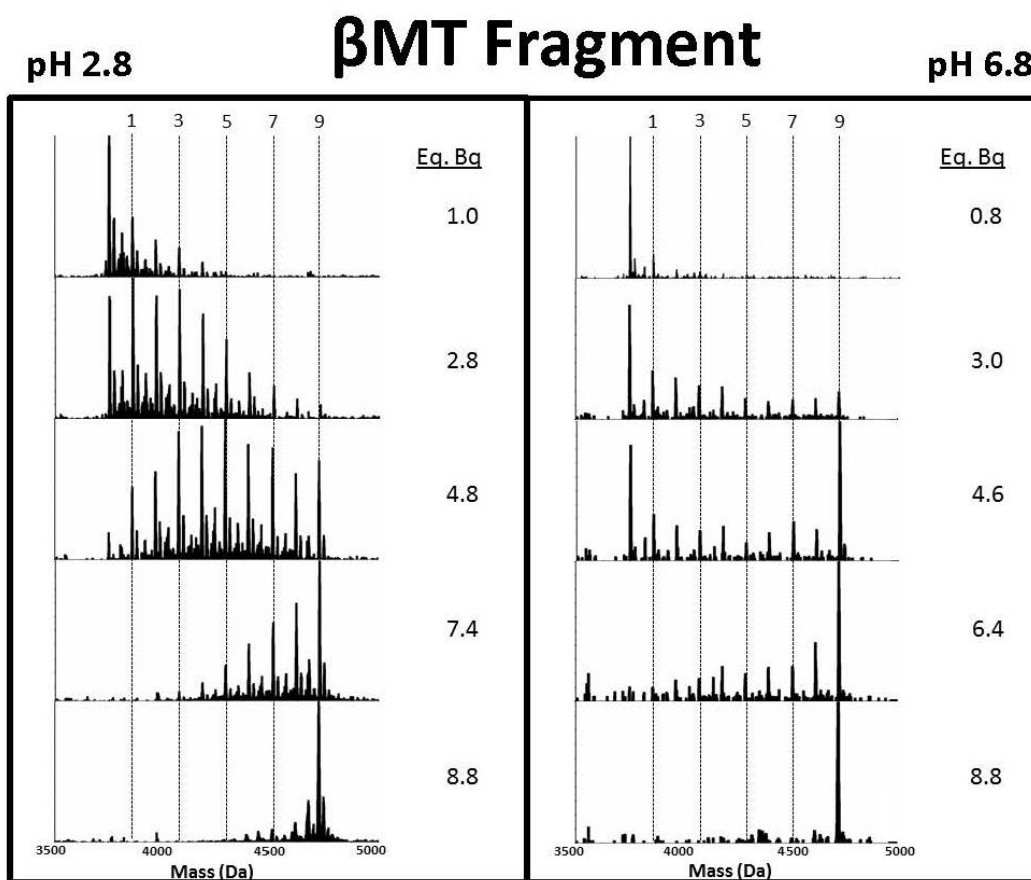 βMT Fragment
pH 2.8
pH 6.8
1 3 5 7 9
Eq. Bq
1.0
2.8
4.8
7.4
8.8
3500 4000 4500 5000
Mass (Da)
1 3 5 7 9
Eq. Bq
0.8
3.0
4.6
6.4
8.8
3500 4000 4500 5000
Mass (Da)